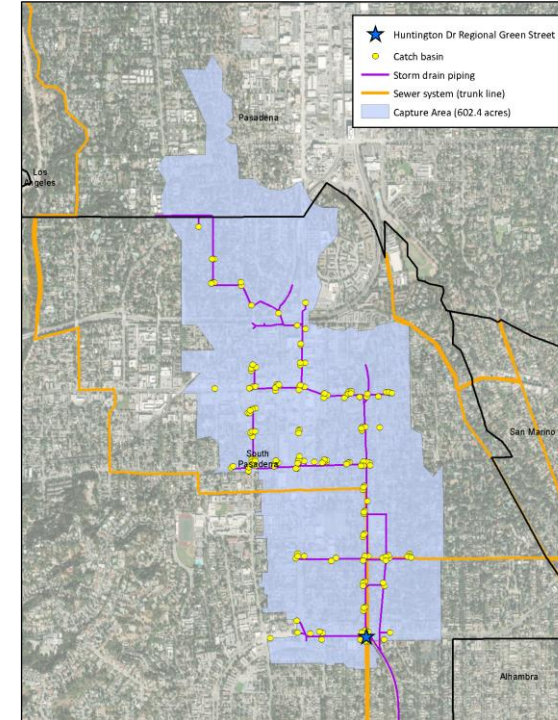 Huntington Dr Regional Green Street
Catch basin
Storm drain piping
Sewer system (trunk line)
Capture Area (602.4 acres)
Pasadena
Los
Angeles
San Marino
South
Pasadena
Alhambra